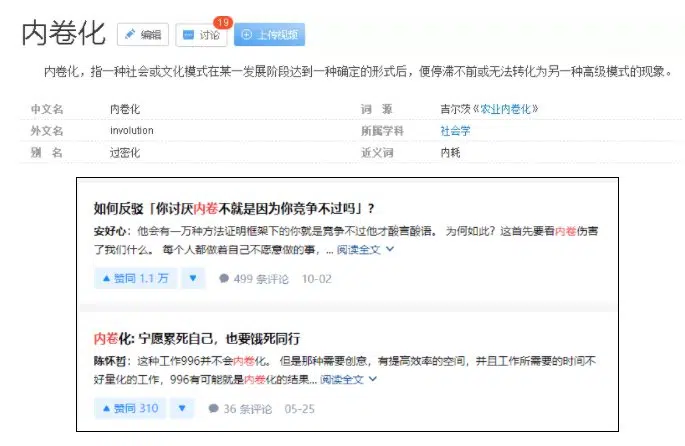 内卷化 编辑 讨论 19 上传视频
内卷化，指一种社会或文化模式在某一发展阶段达到一种确定的形式后，便停滞不前或无法转化为另一种高级模式的现象。
中文名 内卷化 词 源 吉尔茨《农业内卷化》
外文名 involution 所属学科 社会学
别 名 过密化 近义词 内耗
如何反驳「你讨厌内卷不就是因为你竞争不过吗」？
安好心：他会有一万种方法证明框架下的你就是竞争不过他才酸言酸语。 为何如此？这首先要看内卷伤害
了我们什么。 每个人都做着自己不愿意做的事，... 阅读全文
赞同 1.1 万 499 条评论 10-02
内卷化: 宁愿累死自己，也要饿死同行
陈怀哲：这种工作996并不会内卷化。 但是那种需要创意，有提高效率的空间，并且工作所需要的时间不
好量化的工作，996有可能就是内卷化的结果... 阅读全文
赞同 310 36 条评论 05-25